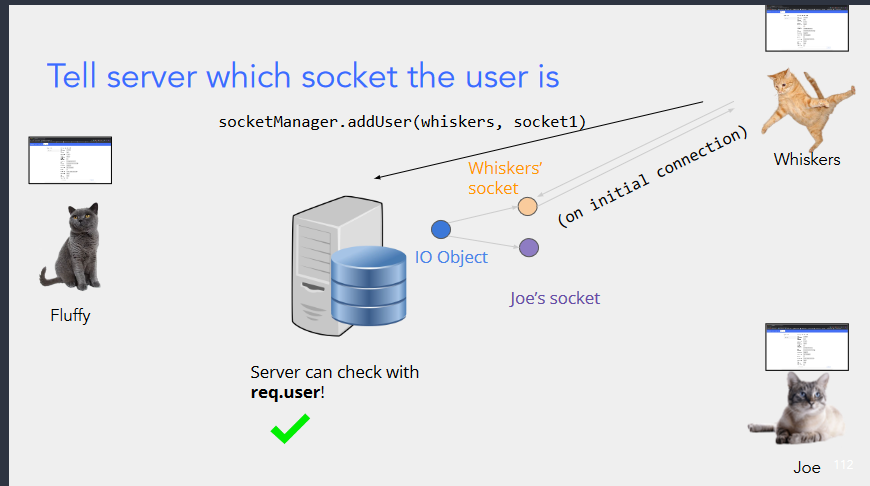 Tell server which socket the user is
socketManager.addUser(whiskers, socket1)
Whiskers
Whiskers'
socket
(on initial connection)
IO Object
Joe's socket
Fluffy
Server can check with
req.user!
Joe
112